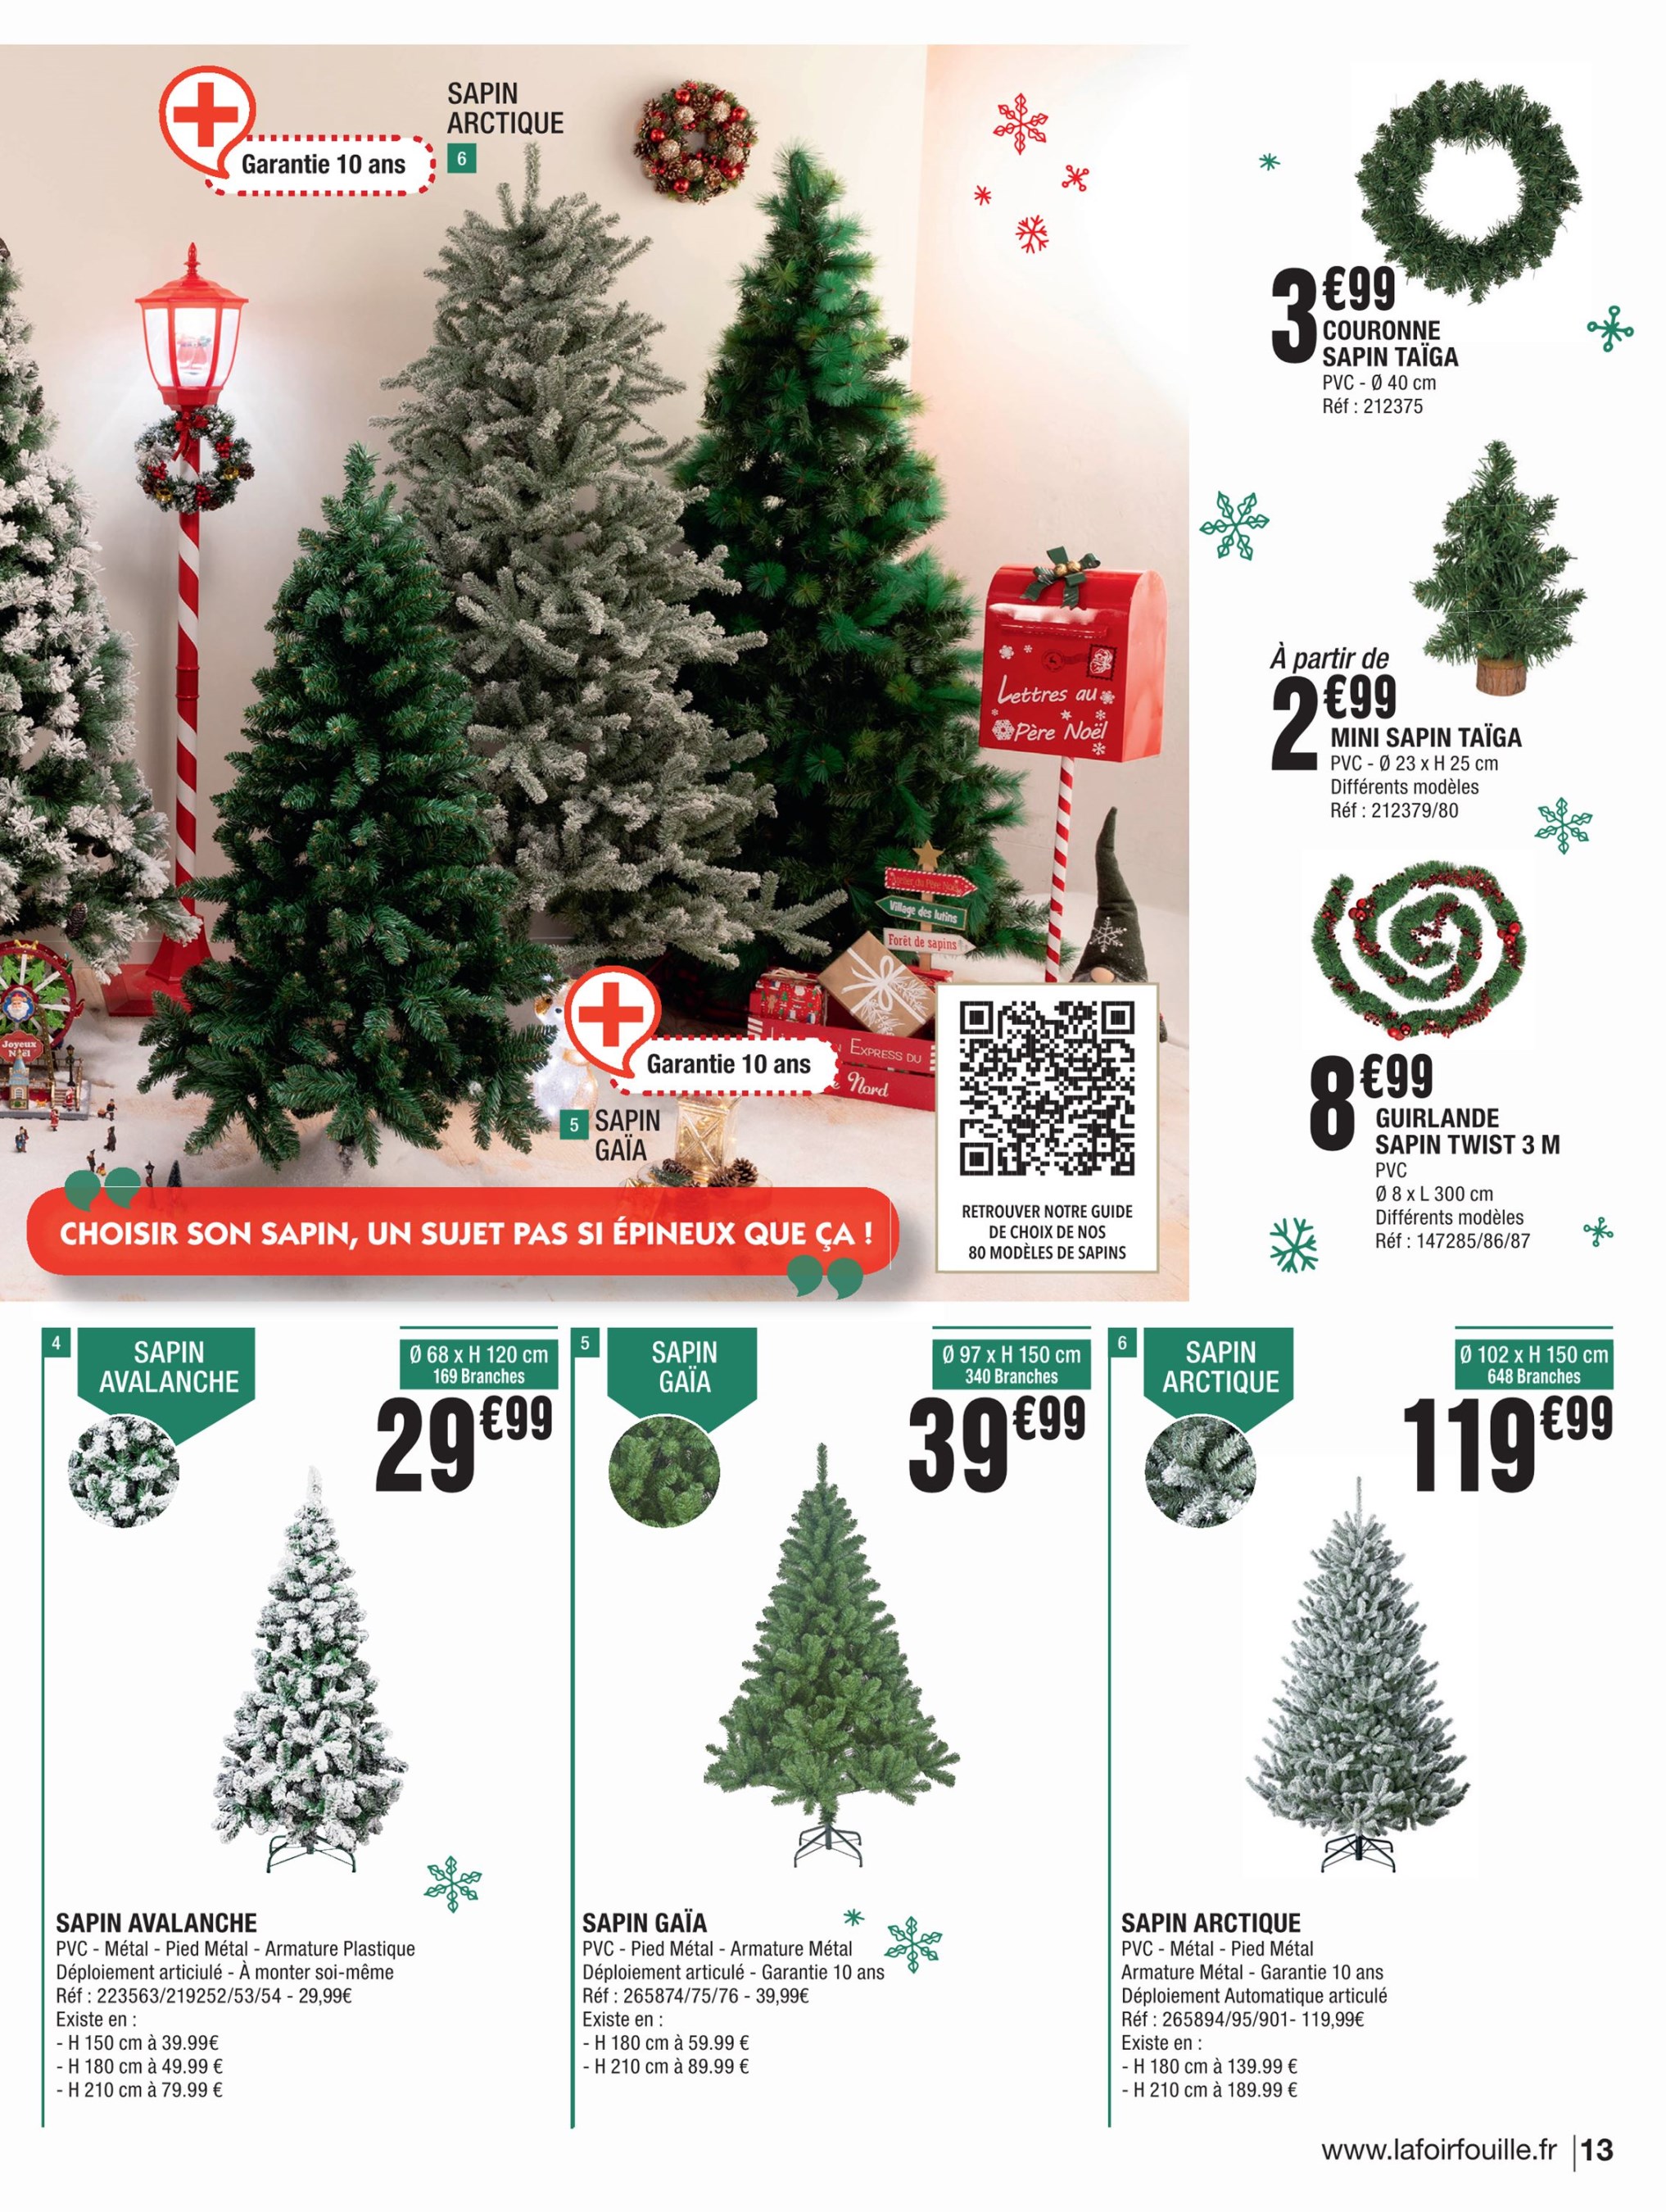 SAPIN
ARCTIQUE
6
Garantie 10 ans
Lettres au
Père Noël
Village des lutins
Forêt de sapins
Joyeux
Noël
EXPRESS DU
Nord
Garantie 10 ans
5 SAPIN
GAÏA
CHOISIR SON SAPIN, UN SUJET PAS SI ÉPINEUX QUE ÇA !
RETROUVER NOTRE GUIDE
DE CHOIX DE NOS
80 MODÈLES DE SAPINS
3€99
COURONNE
SAPIN TAÏGA
PVC - Ø 40 cm
Réf : 212375
À partir de
2€99
MINI SAPIN TAÏGA
PVC - Ø 23 x H 25 cm
Différents modèles
Réf : 212379/80
8€99
GUIRLANDE
SAPIN TWIST 3 M
PVC
Ø 8 x L 300 cm
Différents modèles
Réf : 147285/86/87
4
SAPIN
AVALANCHE
Ø 68 x H 120 cm
169 Branches
29€99
SAPIN AVALANCHE
PVC - Métal - Pied Métal - Armature Plastique
Déploiement articiulé - À monter soi-même
Réf : 223563/219252/53/54 - 29,99€
Existe en :
- H 150 cm à 39.99€
- H 180 cm à 49.99 €
- H 210 cm à 79.99 €
5
SAPIN
GAÏA
Ø 97 x H 150 cm
340 Branches
39€99
SAPIN GAÏA
PVC - Pied Métal - Armature Métal
Déploiement articulé - Garantie 10 ans
Réf : 265874/75/76 - 39,99€
Existe en :
- H 180 cm à 59.99 €
- H 210 cm à 89.99 €
6
SAPIN
ARCTIQUE
Ø 102 x H 150 cm
648 Branches
119€99
SAPIN ARCTIQUE
PVC - Métal - Pied Métal
Armature Métal - Garantie 10 ans
Déploiement Automatique articulé
Réf : 265894/95/901- 119,99€
Existe en :
- H 180 cm à 139.99 €
- H 210 cm à 189.99 €
www.lafoirfouille.fr | 13